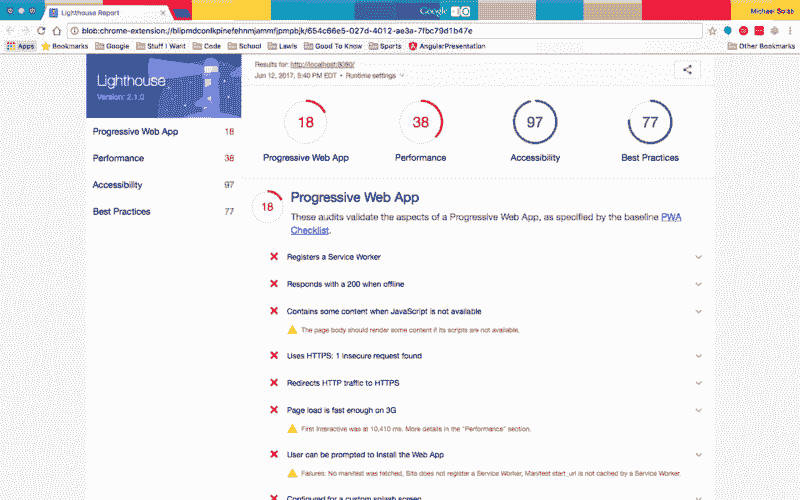 Lighthouse Report
Google I/O
blob:chrome-extension://blipmdconlkpinefehnmjammfjpmpbjk/654c66e5-027d-4012-ae3a-7fbc79d1b47e
Apps Bookmarks Google Stuff I Want Code School Lewis Good To Know Sports AngularPresentation Other Bookmarks
Lighthouse
Version: 2.1.0
Progressive Web App 18
Performance 38
Accessibility 97
Best Practices 77
Results for: http://localhost:8080/
Jun 12, 2017, 5:40 PM EDT • Runtime settings
18 38 97 77
Progressive Web App Performance Accessibility Best Practices
18 Progressive Web App
These audits validate the aspects of a Progressive Web App, as specified by the baseline PWA
Checklist.
Registers a Service Worker
Responds with a 200 when offline
Contains some content when JavaScript is not available
The page body should render some content if its scripts are not available.
Uses HTTPS: 1 insecure request found
Redirects HTTP traffic to HTTPS
Page load is fast enough on 3G
First Interactive was at 10,410 ms. More details in the "Performance" section.
User can be prompted to Install the Web App
Failures: No manifest was fetched, Site does not register a Service Worker, Manifest start_url is not cached by a Service Worker.
Configured for a custom splash screen